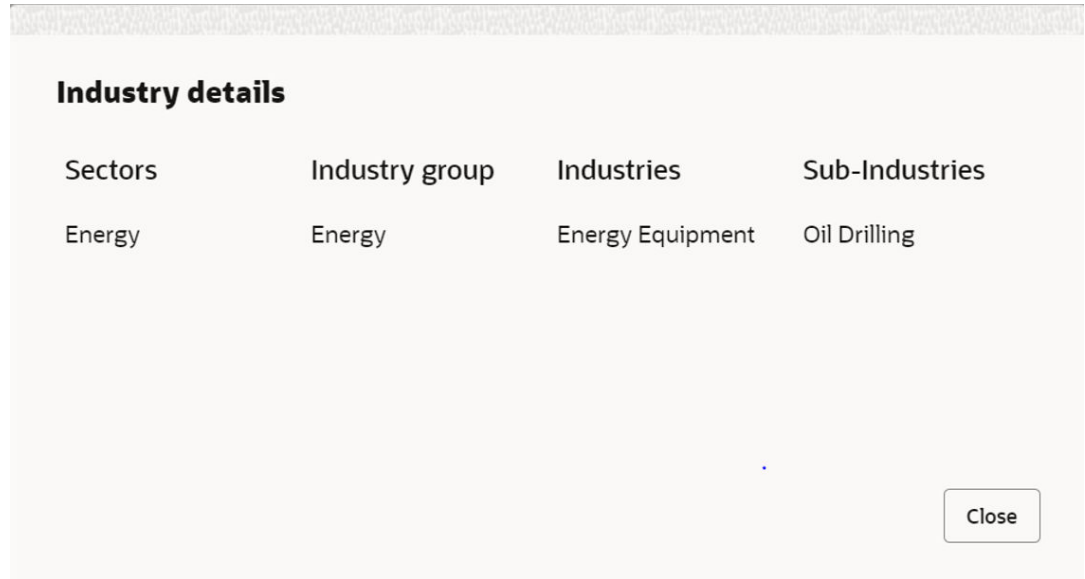 Industry details
Sectors Industry group Industries Sub-Industries
Energy Energy Energy Equipment Oil Drilling
Close